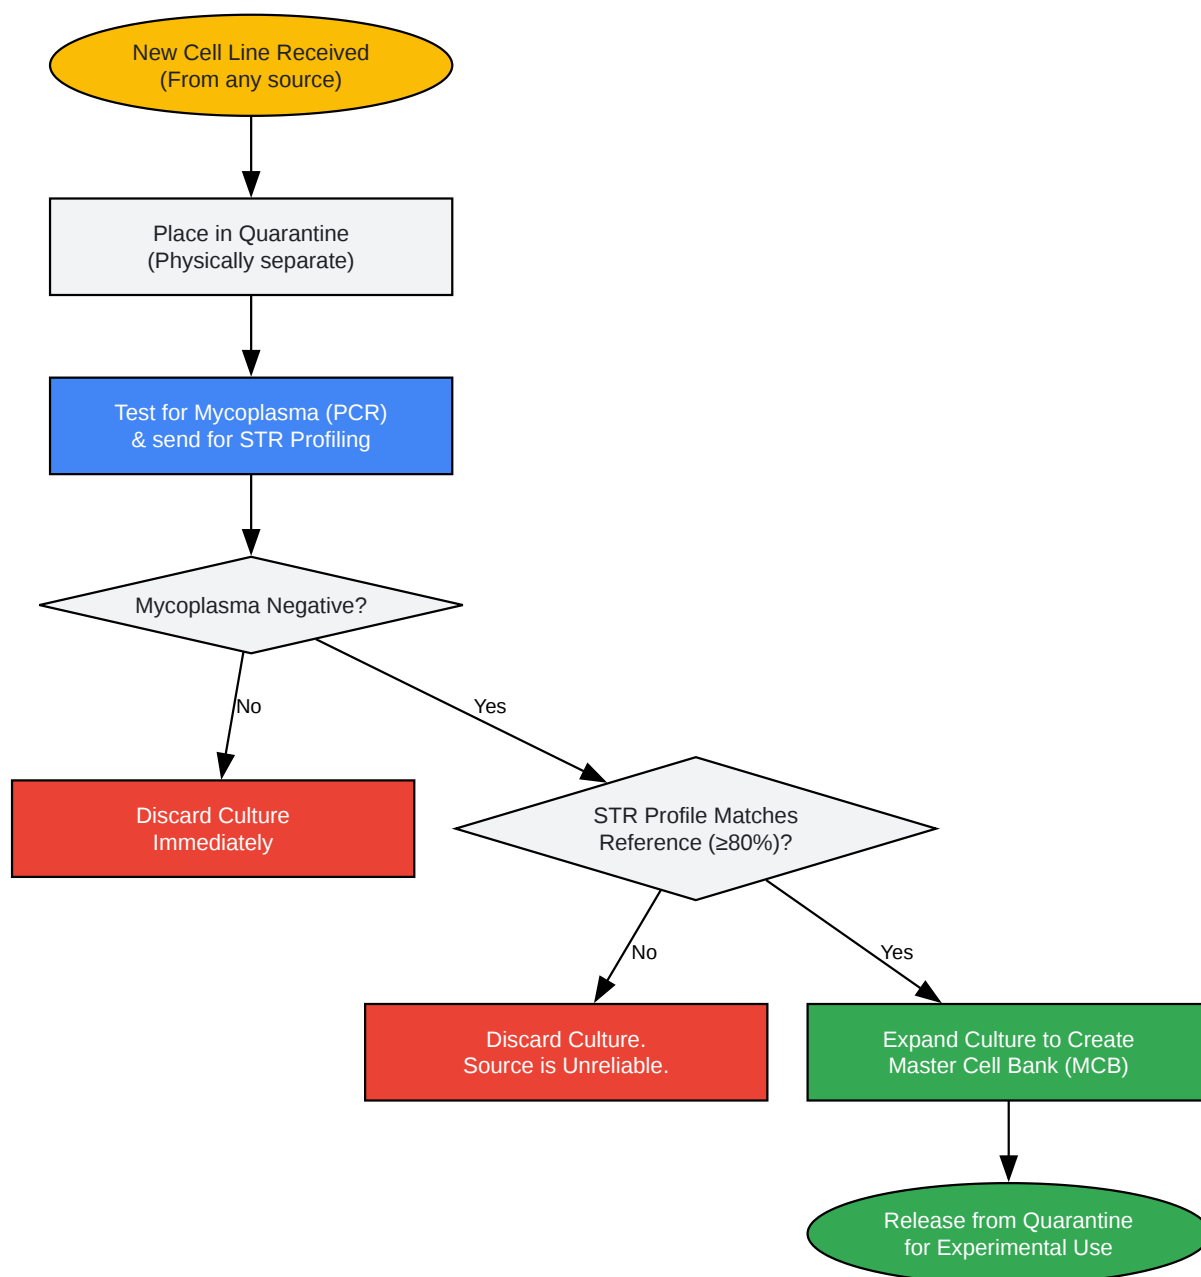 New Cell Line Received
(From any source)
Place in Quarantine
(Physically separate)
Test for Mycoplasma (PCR)
& send for STR Profiling
Mycoplasma Negative?
No
Yes
Discard Culture
Immediately
STR Profile Matches
Reference (≥80%)?
No
Yes
Discard Culture.
Source is Unreliable.
Expand Culture to Create
Master Cell Bank (MCB)
Release from Quarantine
for Experimental Use